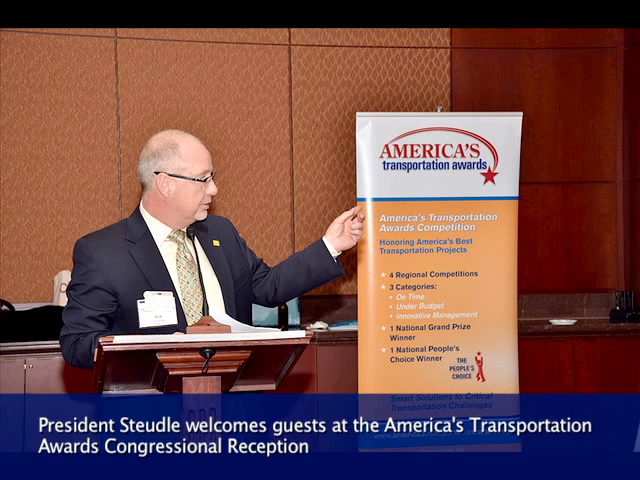 AMERICA'S
transportation awards
America's Transportation
Awards Competition
Honoring America's Best
Transportation Projects
4 Regional Competitions
3 Categories:
• On Time
• Under Budget
• Innovative Management
1 National Grand Prize
Winner
1 National People's
Choice Winner
THE
PEOPLE'S
CHOICE
Smart Solutions to Critical
Transportation Challenges
President Steudle welcomes guests at the America's Transportation
Awards Congressional Reception